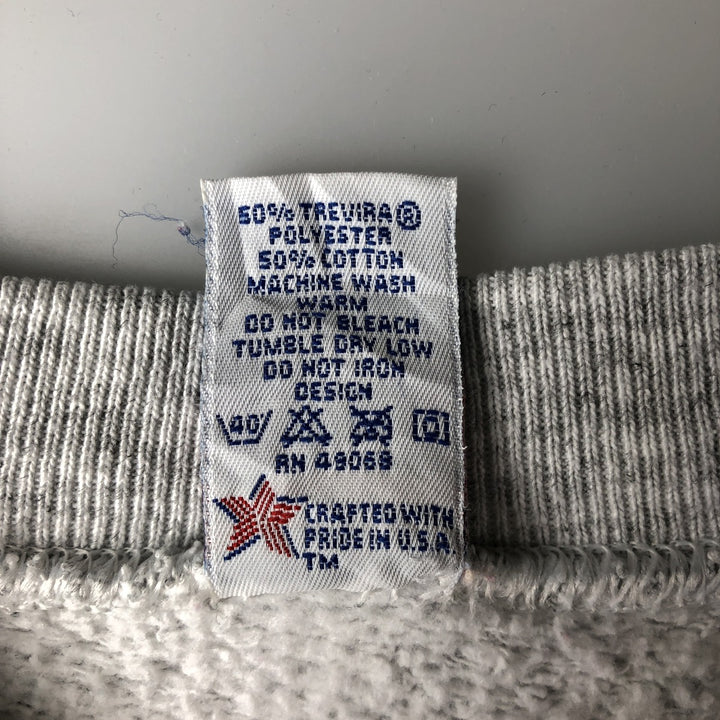 50% TREVIRA®
POLYESTER
50% COTTON
MACHINE WASH
WARM
DO NOT BLEACH
TUMBLE DRY LOW
DO NOT IRON
DESIGN
40
RN 48068
CRAFTED WITH
PRIDE IN U.S.A
TM